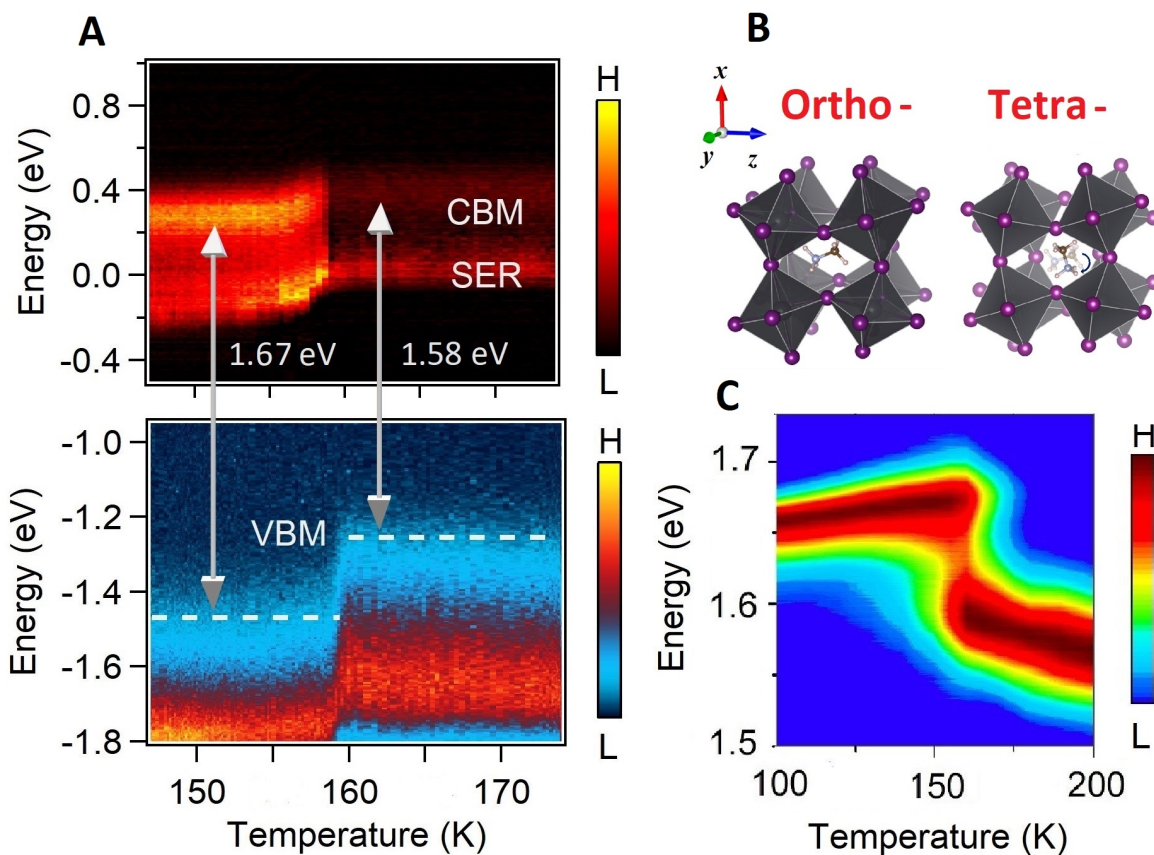 A
H
0.8
0.4
0.0
-0.4
Energy (eV)
CBM
SER
1.67 eV
1.58 eV
L
-1.0
-1.2
-1.4
-1.6
-1.8
Energy (eV)
VBM
H
L
150
160
170
Temperature (K)
B
x
y
z
Ortho-
Tetra-
C
1.7
1.6
1.5
Energy (eV)
H
L
100
150
200
Temperature (K)